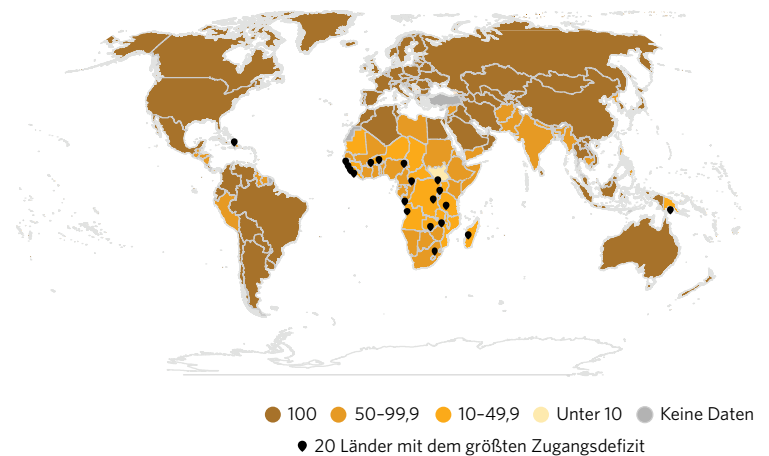 100 50–99,9 10–49,9 Unter 10 Keine Daten
20 Länder mit dem größten Zugangsdefizit